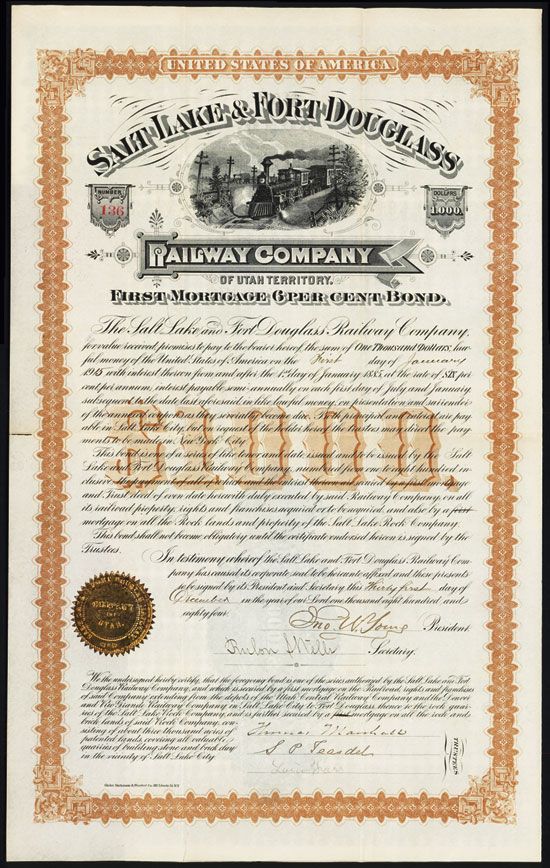 UNITED STATES OF AMERICA
SALT LAKE & FORT DOUGLASS
NUMBER
136
DOLLARS
1.000
RAILWAY COMPANY
OF UTAH TERRITORY.
FIRST MORTGAGE 6 PER CENT BOND.
The Salt Lake and Fort Douglass Railway Company,
for value received promises to pay to the bearer hereof the sum of ONE THOUSAND DOLLARS, law-
ful money of the United States of America on the First day of January
19 with interest thereon from and after the 1st day of January 1885 at the rate of SIX per
cent per annum, interest payable semi-annually on each first day of July and January
subsequent to the date last aforesaid in like lawful money, on presentation and surrender
of the annexed coupons as they severally become due. Both principal and interest are pay-
able in Salt Lake City, but by request of the holders hereof the trustees may direct the pay-
ments to be made in New York City.
$1000.
This bond is one of a series of like tenor and date issued and to be issued by the Salt
Lake and Fort Douglass Railway Company, numbered from one to hundred in-
clusive
and Trust deed of even date herewith duly executed by said Railway Company, on all
its railroad property, rights and franchises acquired or to be acquired, and also by a first
mortgage on all the Rock lands and property of the Salt Lake Rock Company.
This bond shall not become obligatory until the certificate endorsed hereon is signed by the
Trustees.
In testimony whereof the Salt Lake and Fort Douglass Railway Com-
pany has caused its corporate seal to be hereunto affixed and these presents
to be signed by its President and Secretary this Thirty first day of
December in the year of our Lord one thousand eight hundred and
eighty four.
Jno W. Young President.
Secretary.
We the undersigned hereby certify, that the foregoing bond is one of the series authorized by the Salt Lake and Fort
Douglass Railway Company, and which is secured by a first mortgage on the Railroad, rights and franchises
of said Company extending from the depots of the Utah Central Railway Company and the Denver
and Rio Grande Railway Company in Salt Lake City to Fort Douglass, thence to the rock quar-
ries of the Salt Lake Rock Company, and is further secured by a first mortgage on all the rock and
rock lands of said Rock Company, con-
sisting of about three thousand acres of
patented lands, covering all valuable
quarries of building stone and rock
in the vicinity of Salt Lake City
Thomas Marshall
S P Teasdel
TRUSTEES